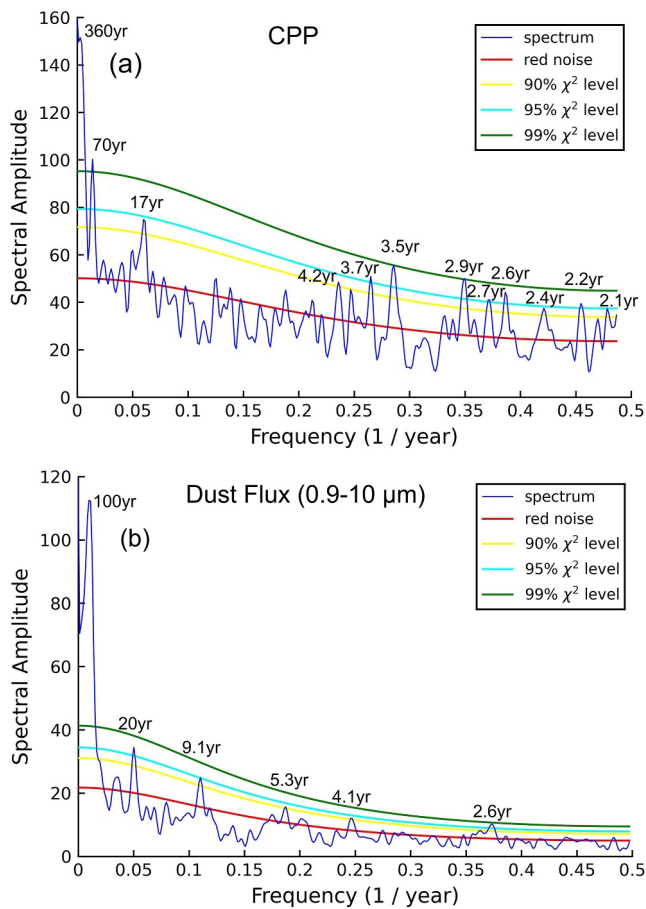 CPP
(a)
spectrum
red noise
90% χ² level
95% χ² level
99% χ² level
360yr
70yr
17yr
4.2yr
3.7yr
3.5yr
2.9yr
2.7yr
2.6yr
2.4yr
2.2yr
2.1yr
Spectral Amplitude
160
140
120
100
80
60
40
20
0
0 0.05 0.1 0.15 0.2 0.25 0.3 0.35 0.4 0.45 0.5
Frequency (1 / year)
Dust Flux (0.9-10 μm)
(b)
spectrum
red noise
90% χ² level
95% χ² level
99% χ² level
100yr
20yr
9.1yr
5.3yr
4.1yr
2.6yr
Spectral Amplitude
120
100
80
60
40
20
0
0 0.05 0.1 0.15 0.2 0.25 0.3 0.35 0.4 0.45 0.5
Frequency (1 / year)